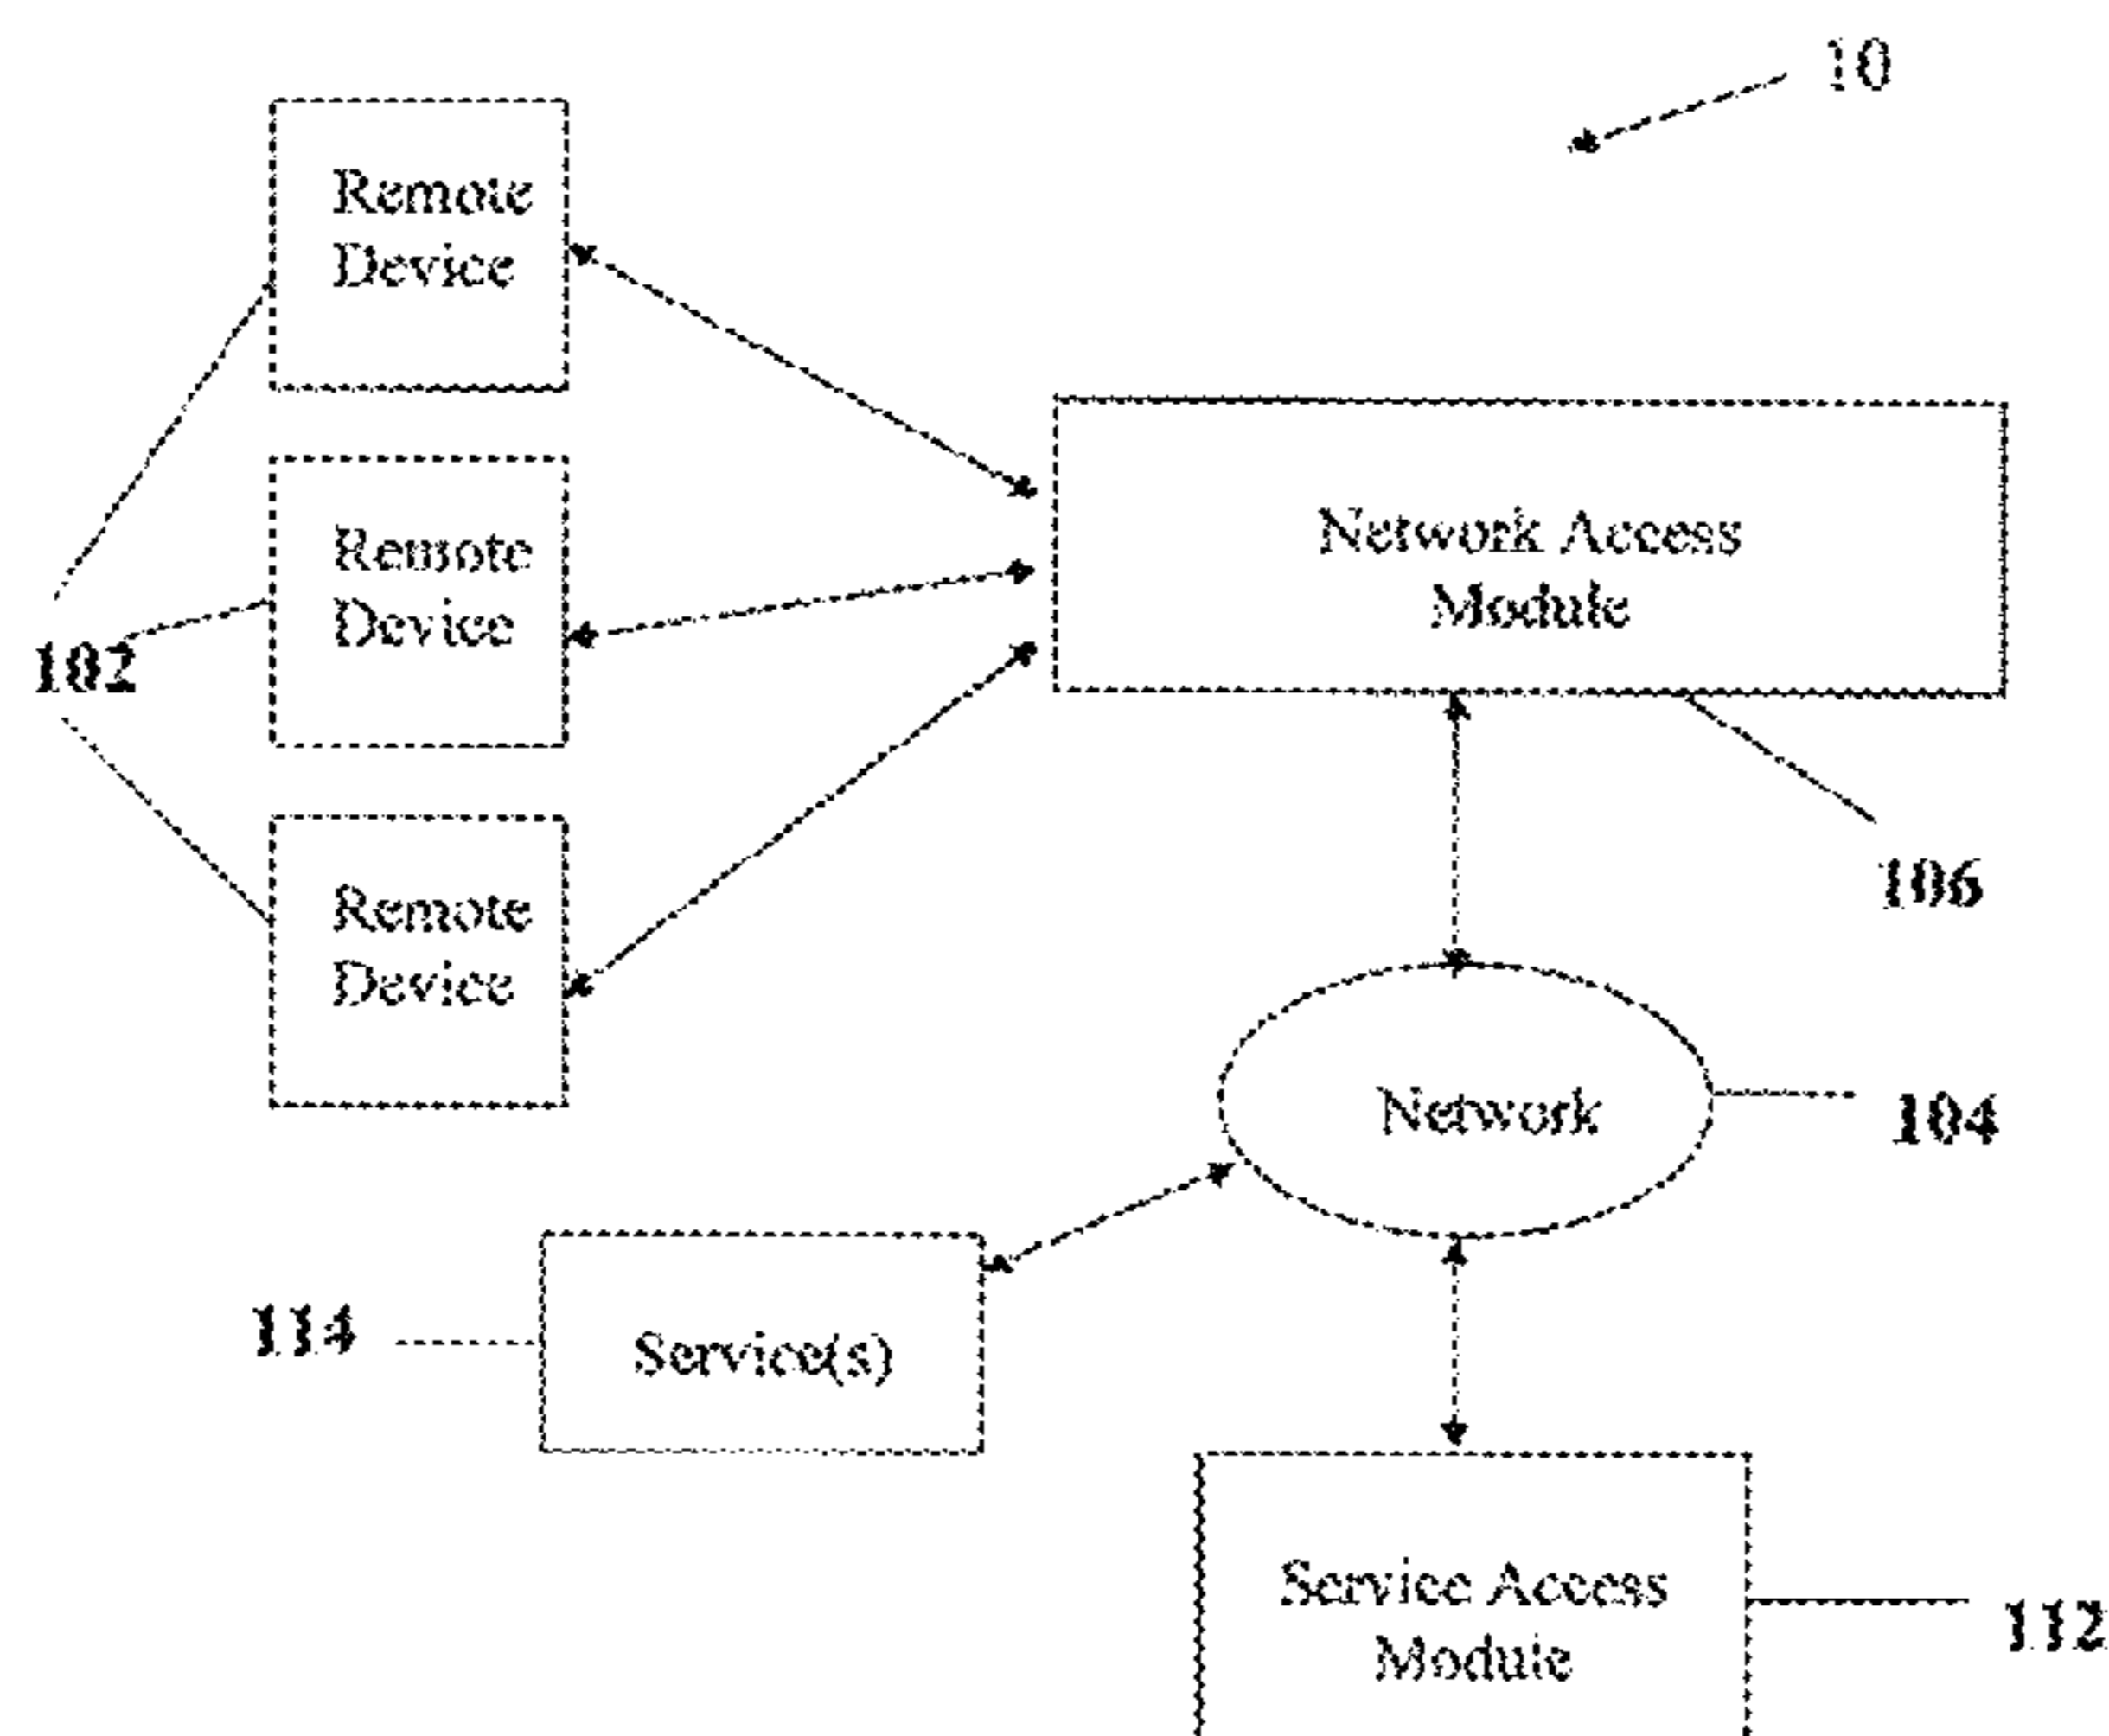 10
Remote
Device
Remote
Device
102
Network Access
Module
106
Remote
Device
Network
104
114
Service(s)
Service Access
Module
112